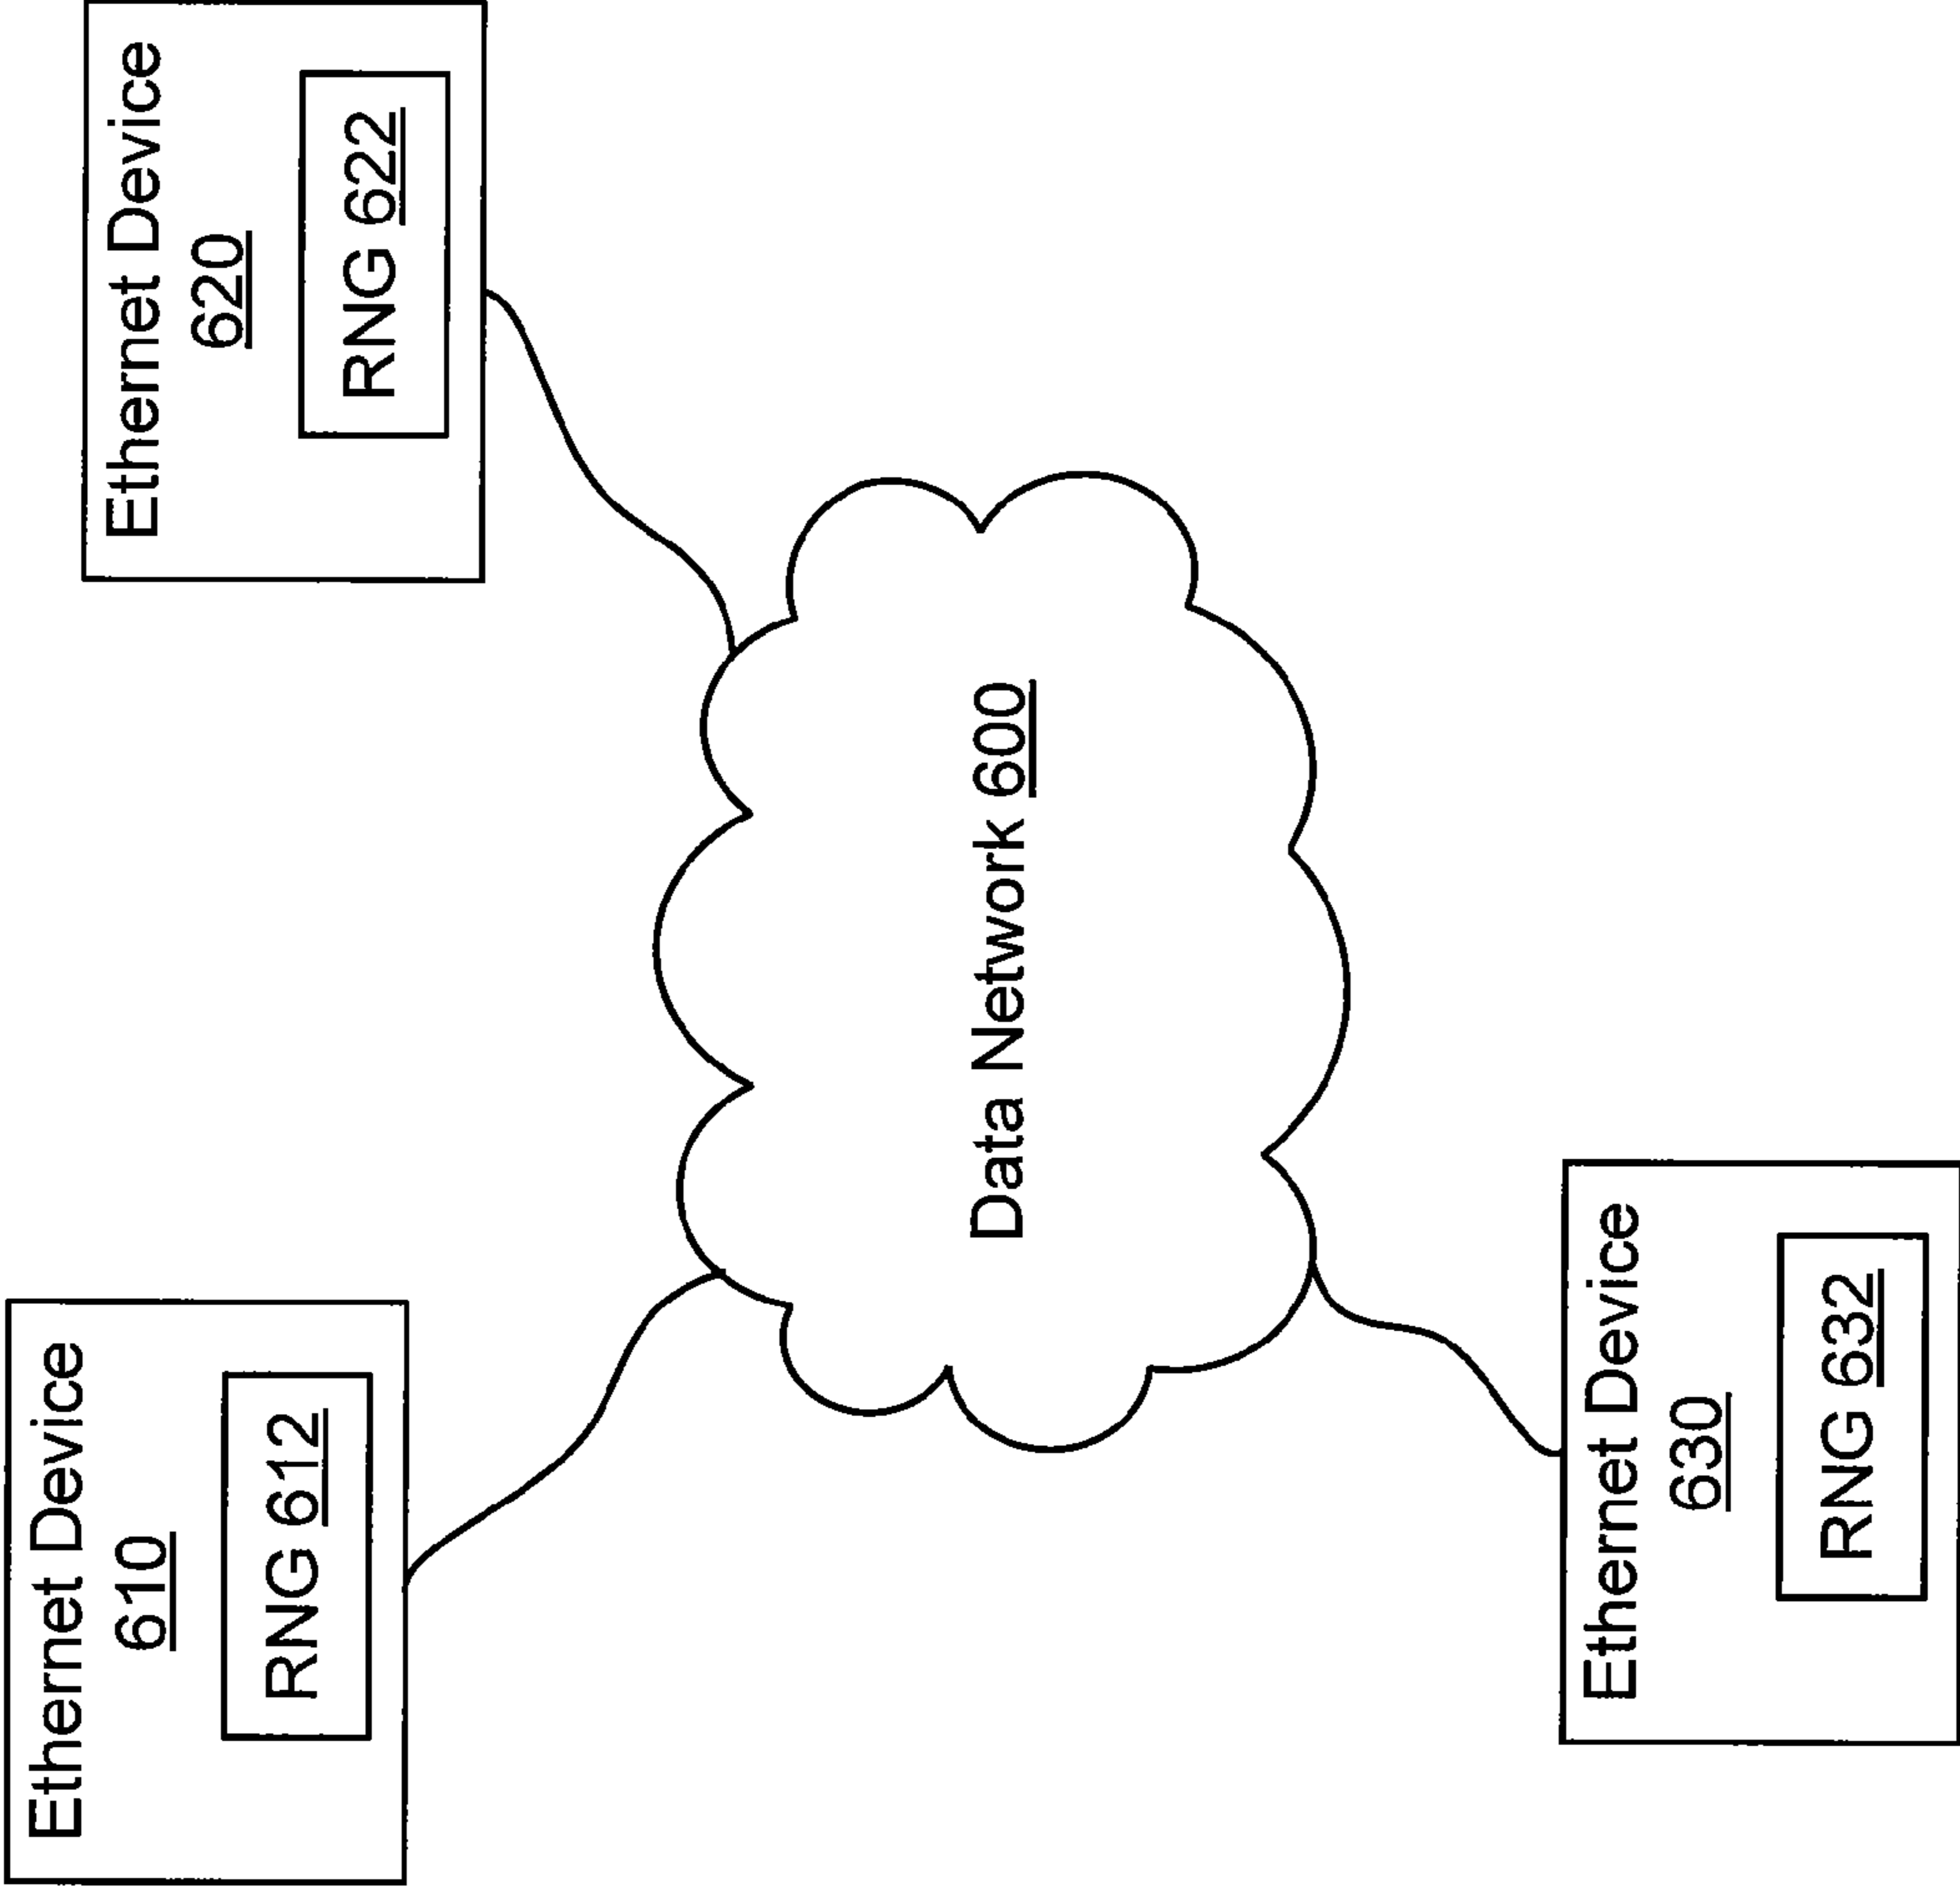 Ethernet Device
610
RNG 612
Ethernet Device
620
RNG 622
Data Network 600
Ethernet Device
630
RNG 632